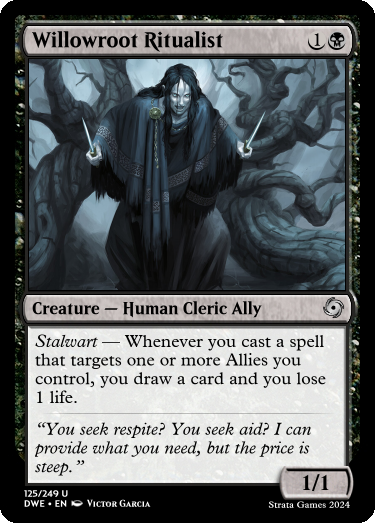 Willowroot Ritualist 1
Creature — Human Cleric Ally
Stalwart — Whenever you cast a spell
that targets one or more Allies you
control, you draw a card and you lose
1 life.
“You seek respite? You seek aid? I can
provide what you need, but the price is
steep.”
1/1
125/249 U
DWE • EN Victor Garcia
Strata Games 2024